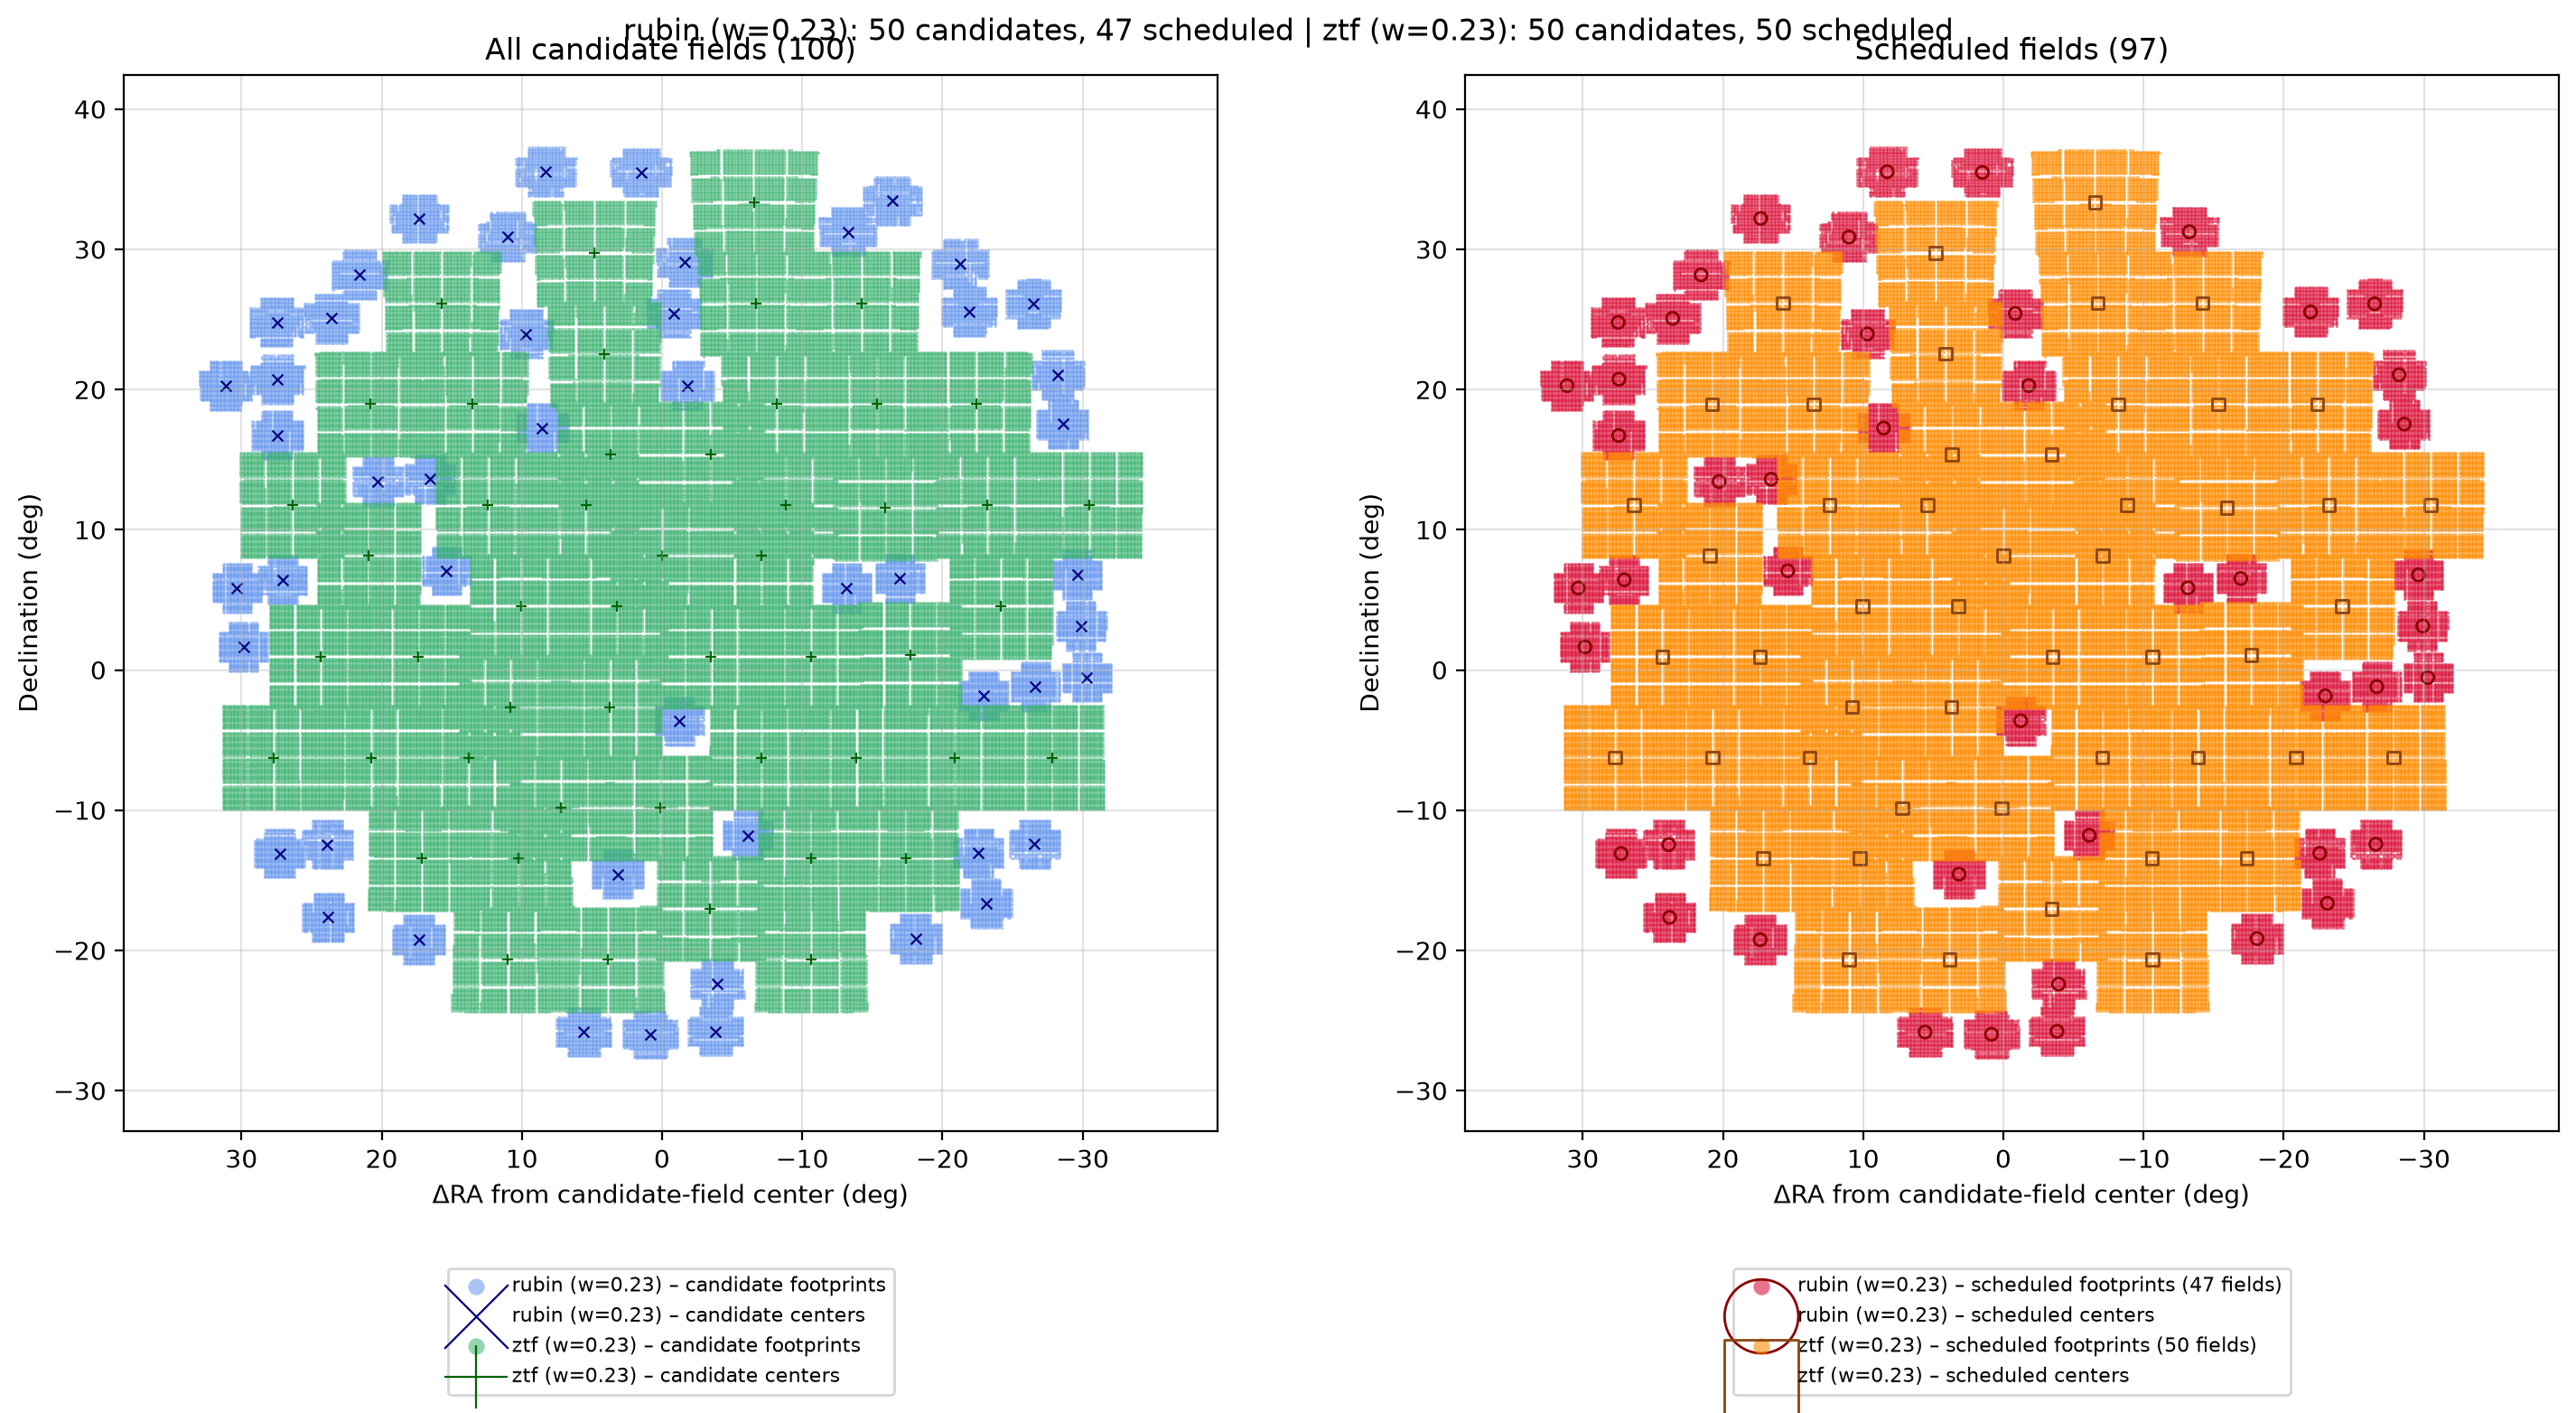 rubin (w=0.23): 50 candidates, 47 scheduled | ztf (w=0.23): 50 candidates, 50 scheduled
All candidate fields (100)
Scheduled fields (97)
Declination (deg)
40
30
20
10
0
−10
−20
−30
30 20 10 0 −10 −20 −30
ΔRA from candidate-field center (deg)
rubin (w=0.23) – candidate footprints
rubin (w=0.23) – candidate centers
ztf (w=0.23) – candidate footprints
ztf (w=0.23) – candidate centers
Declination (deg)
40
30
20
10
0
−10
−20
−30
30 20 10 0 −10 −20 −30
ΔRA from candidate-field center (deg)
rubin (w=0.23) – scheduled footprints (47 fields)
rubin (w=0.23) – scheduled centers
ztf (w=0.23) – scheduled footprints (50 fields)
ztf (w=0.23) – scheduled centers